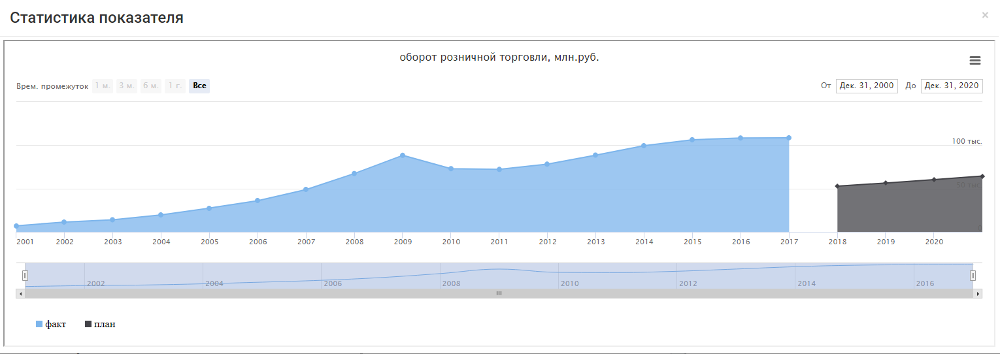 Статистика показателя
×
оборот розничной торговли, млн.руб.
Врем. промежуток 1 м. 3 м. 6 м. 1 г. Все От Дек. 31, 2000 До Дек. 31, 2020
100 тыс.
50 тыс.
0
2001 2002 2003 2004 2005 2006 2007 2008 2009 2010 2011 2012 2013 2014 2015 2016 2017 2018 2019 2020
2002 2004 2006 2008 2010 2012 2014 2016
факт план